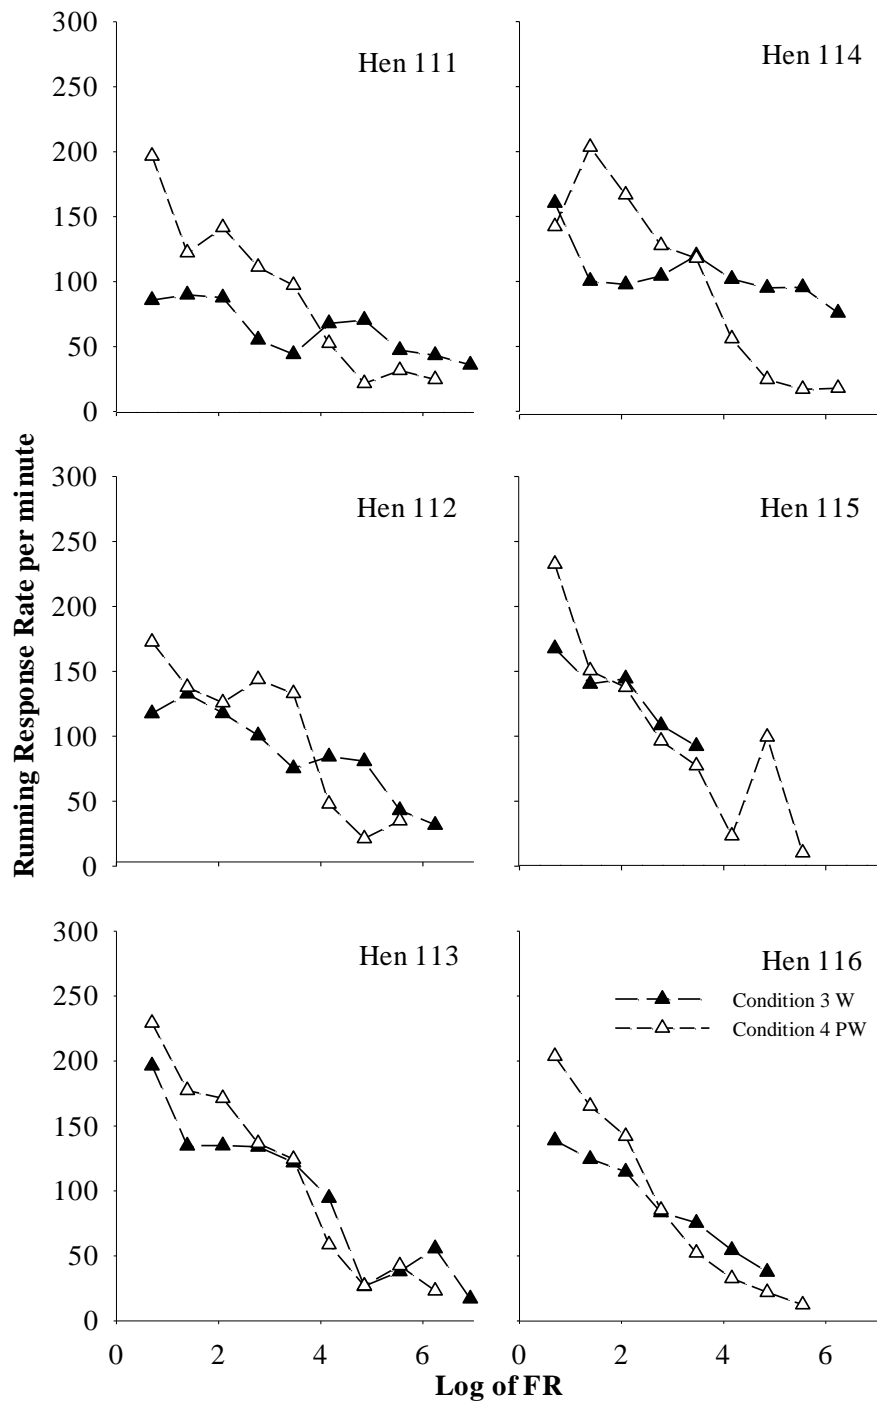 Running Response Rate per minute
300
250
200
150
100
50
0
Hen 111
Hen 114
300
250
200
150
100
50
0
Hen 112
Hen 115
300
250
200
150
100
50
0
Hen 113
Hen 116
Condition 3 W
Condition 4 PW
0 2 4 6
0 2 4 6
Log of FR